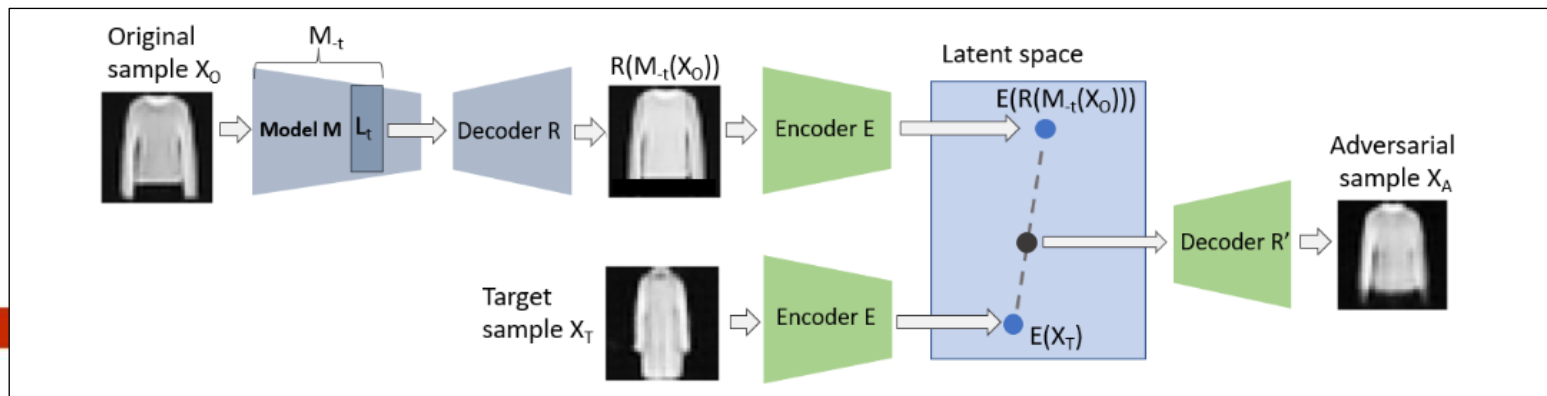 Original
sample X_O
M_-t
Model M
L_t
Decoder R
R(M_-t(X_O))
Encoder E
Latent space
E(R(M_-t(X_O)))
Target
sample X_T
Encoder E
E(X_T)
Decoder R'
Adversarial
sample X_A